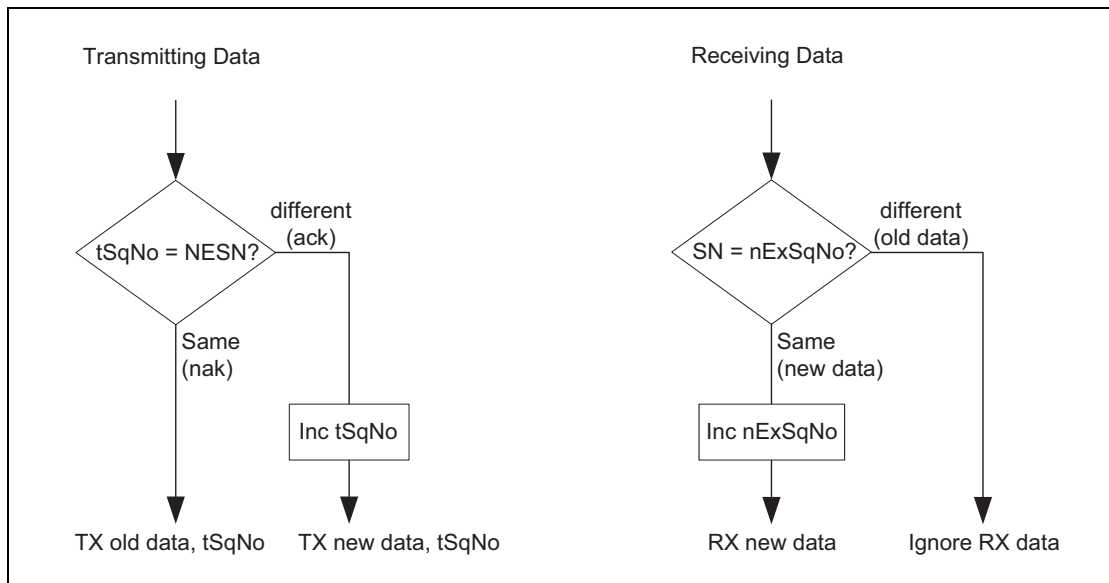 Transmitting Data
tSqNo = NESN?
different
(ack)
Same
(nak)
Inc tSqNo
TX old data, tSqNo
TX new data, tSqNo
Receiving Data
SN = nExSqNo?
different
(old data)
Same
(new data)
Inc nExSqNo
RX new data
Ignore RX data